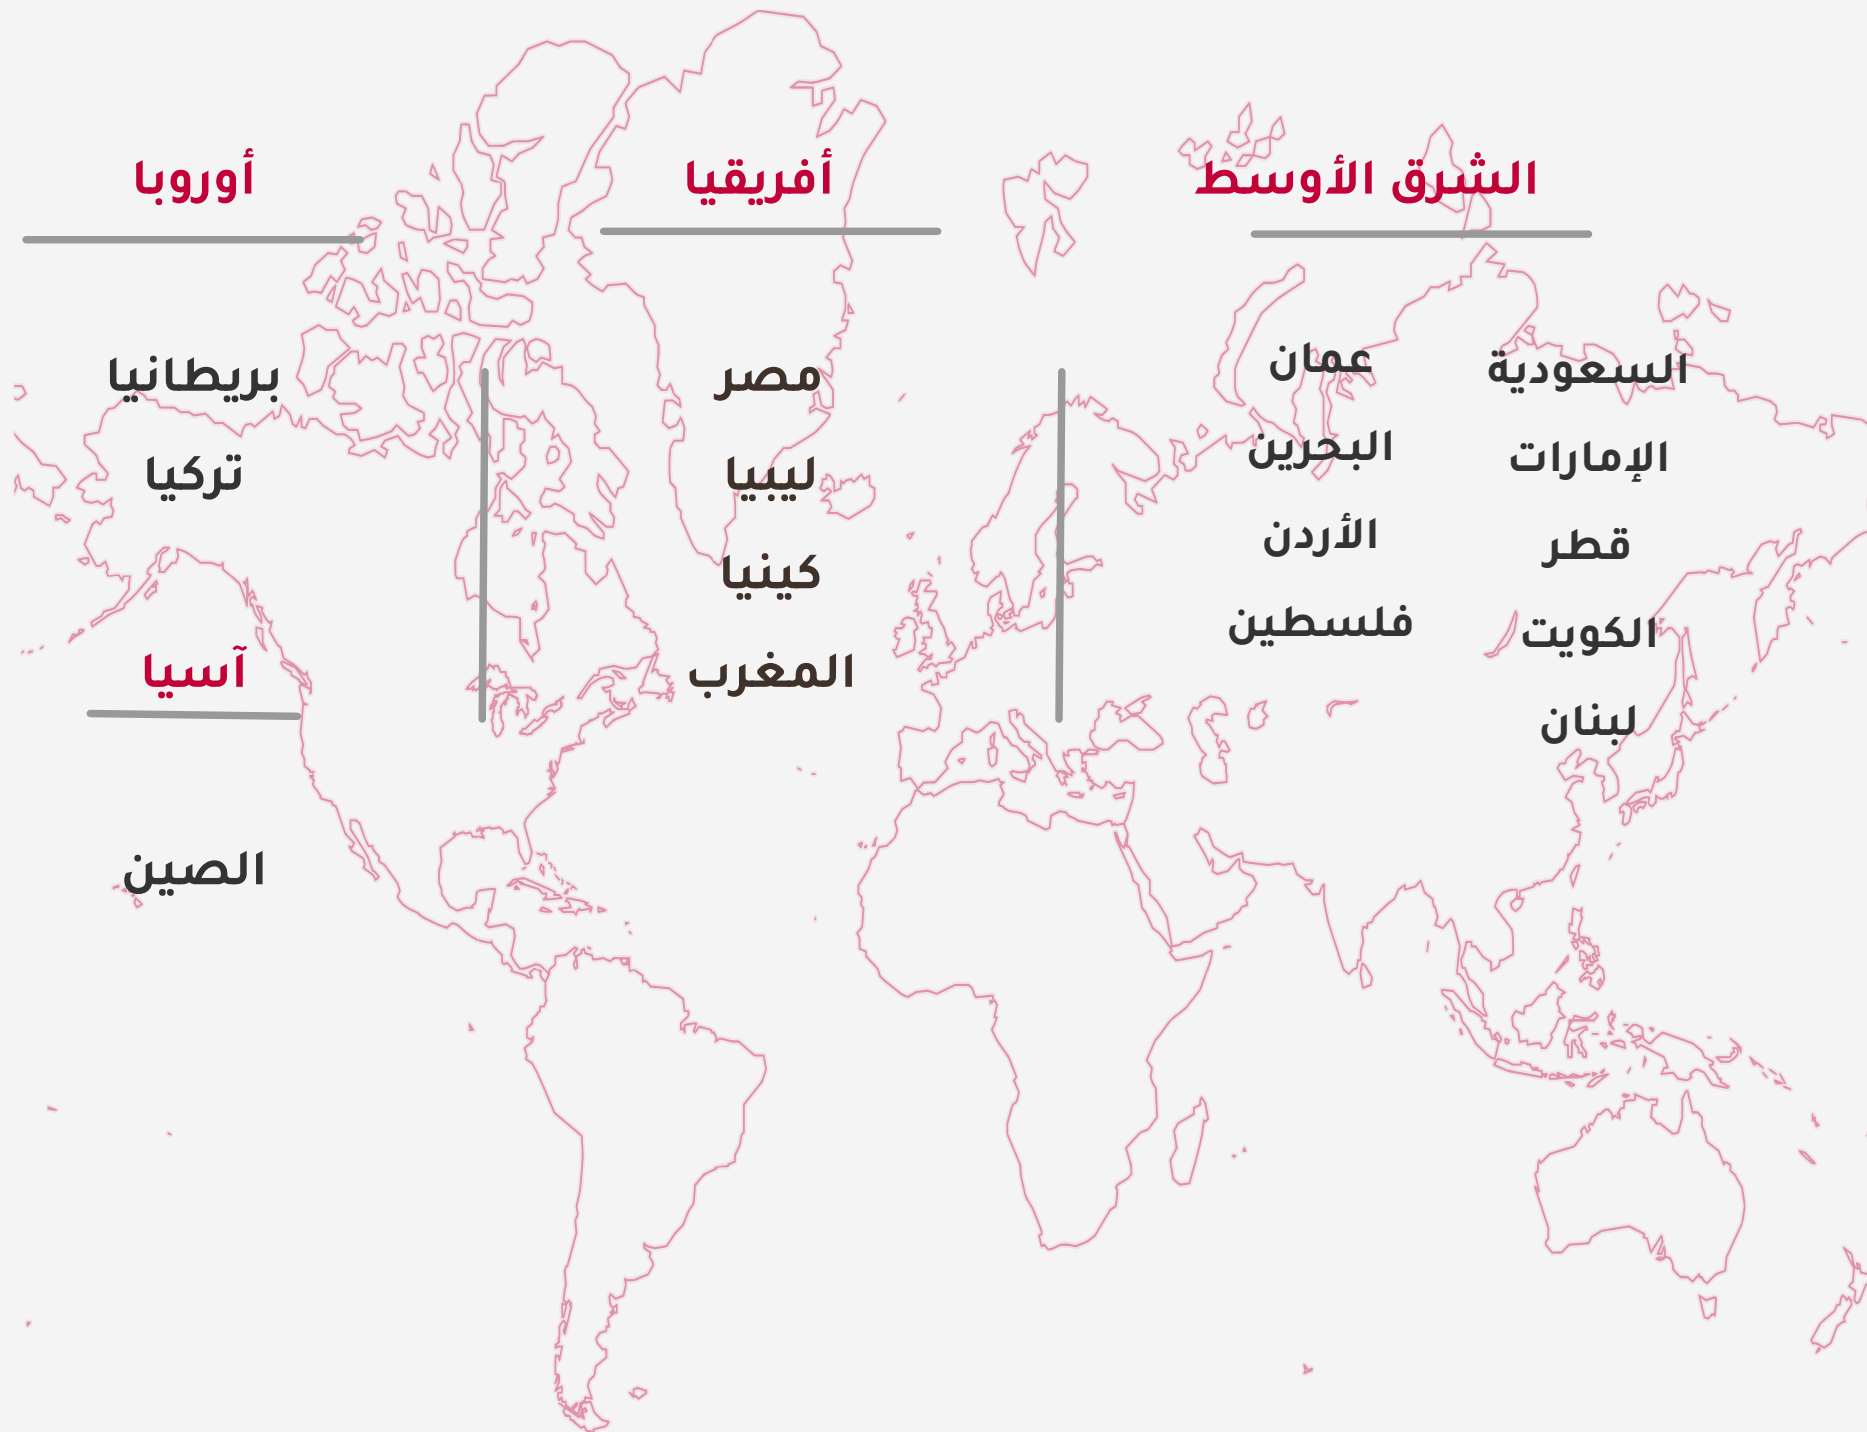 الشرق الأوسط
السعودية
الإمارات
قطر
الكويت
لبنان
عمان
البحرين
الأردن
فلسطين
أفريقيا
مصر
ليبيا
كينيا
المغرب
أوروبا
بريطانيا
تركيا
آسيا
الصين